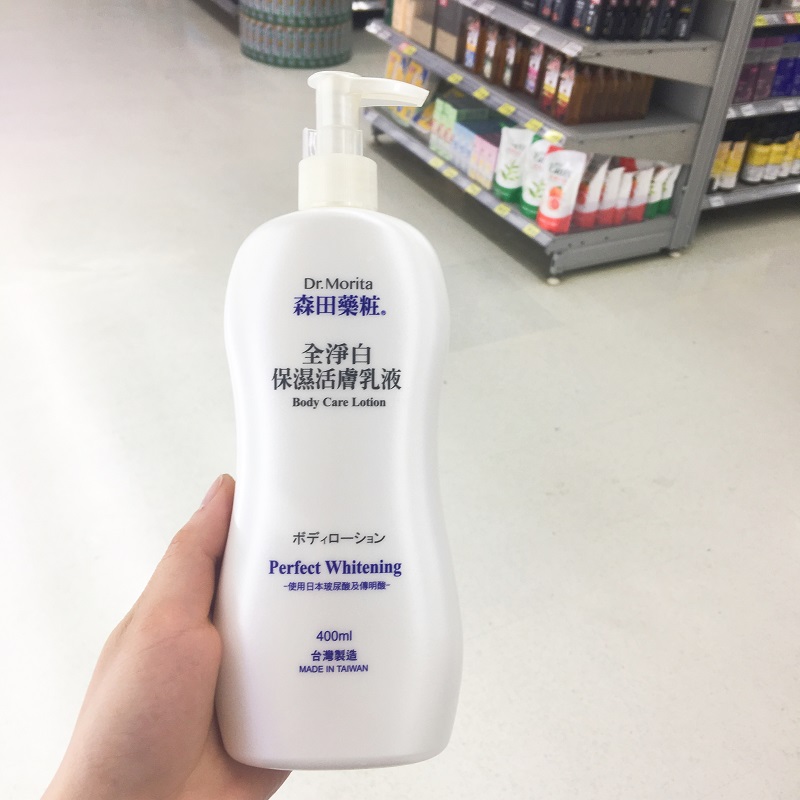 Dr.Morita
森田藥粧®
全淨白
保濕活膚乳液
Body Care Lotion
ボディローション
Perfect Whitening
-使用日本玻尿酸及傳明酸-
400ml
台灣製造
MADE IN TAIWAN